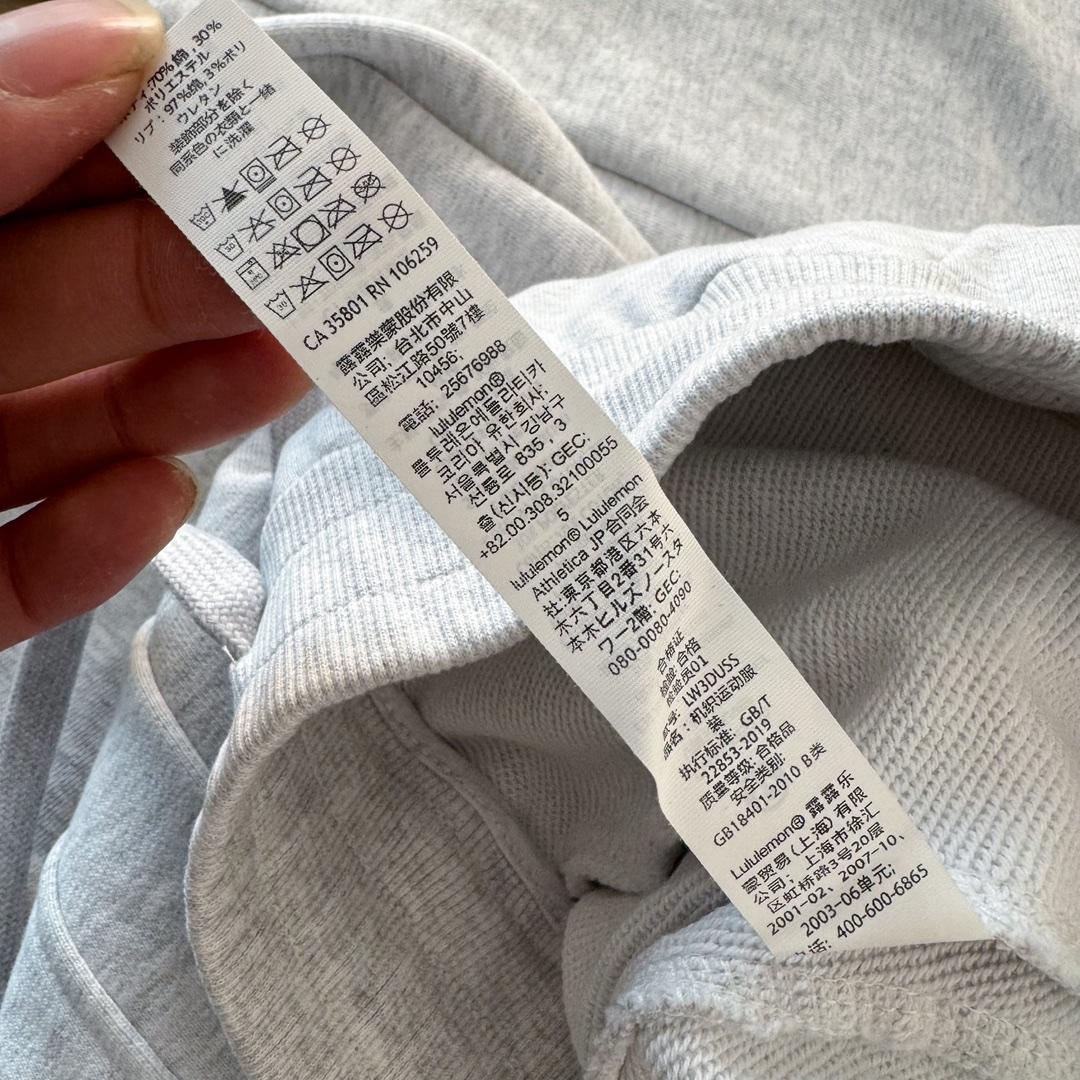 70%綿, 30%
ポリエステル
リブ: 97%綿, 3%ポリ
ウレタン
装飾部分を除く
同系色の衣類と一緒
に洗濯
30
30
CA 35801 RN 106259
露露樂蒙股份有限
公司; 台北市中山
區松江路50號7樓
10456;
電話: 25676988
lululemon®
룰루레몬에틀라티카
코리아 유한회사:
서울특별시 강남구
선릉로 835, 3
층(신사동): GEC:
+82.00.308.32100055
5
lululemon® Lululemon
Athletica JP合同会
社:東京都港区六本
木六丁目2番31号六
本木ヒルズノースタ
ワー2階: GEC:
080-0080-4090
合格证
检验: 合格
检验员01
款号: LW3DUSS
品名: 机织运动服
装
执行标准: GB/T
22853-2019
质量等级: 合格品
安全类别:
GB18401-2010 B类
Lululemon® 露露乐
蒙贸易(上海)有限
公司; 上海市徐汇
区虹桥路3号20层
2001-02、2007-10、
2003-06单元;
电话: 400-600-6865